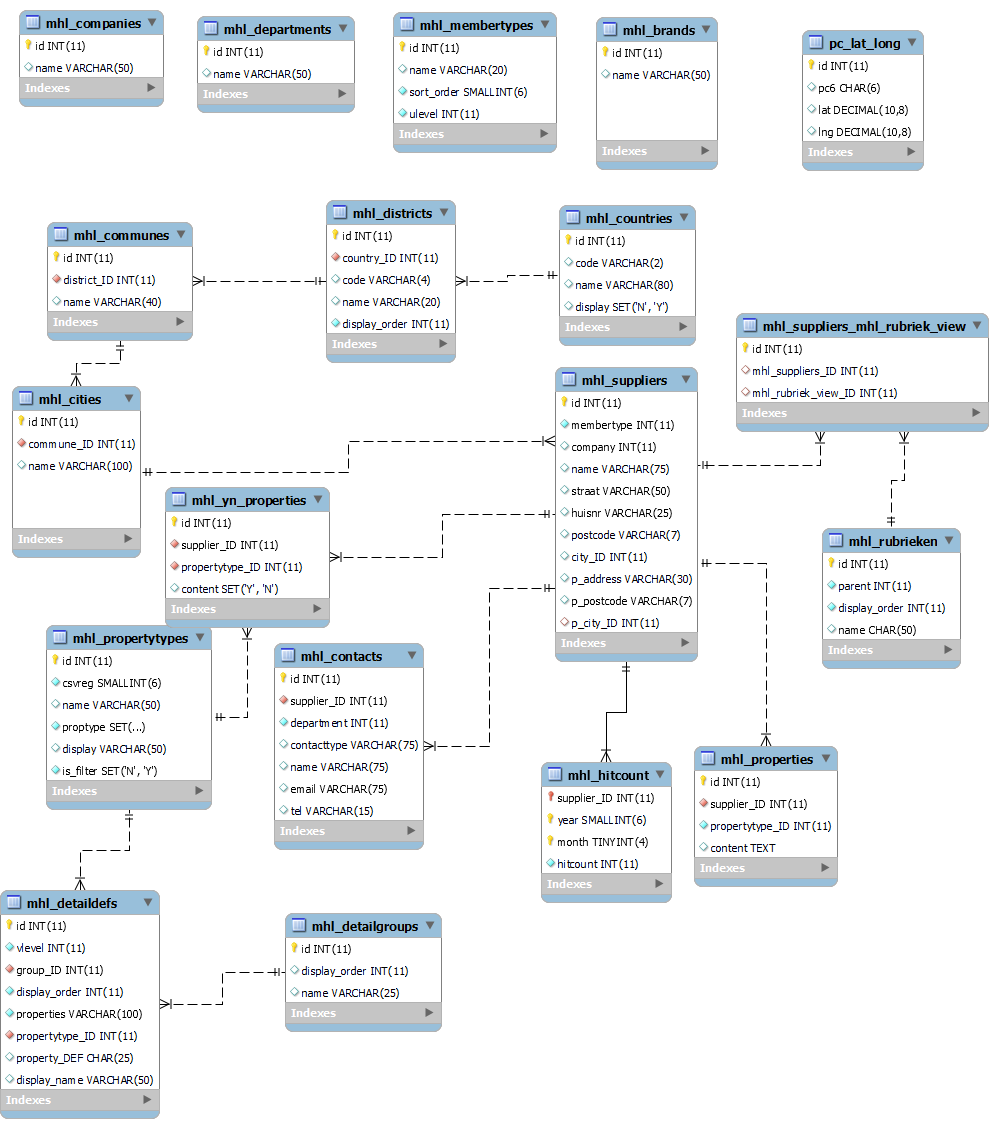 mhl_companies
id INT(11)
name VARCHAR(50)
Indexes
mhl_departments
id INT(11)
name VARCHAR(50)
Indexes
mhl_membertypes
id INT(11)
name VARCHAR(20)
sort_order SMALLINT(6)
ulevel INT(11)
Indexes
mhl_brands
id INT(11)
name VARCHAR(50)
Indexes
pc_lat_long
id INT(11)
pc6 CHAR(6)
lat DECIMAL(10,8)
lng DECIMAL(10,8)
Indexes
mhl_communes
id INT(11)
district_ID INT(11)
name VARCHAR(40)
Indexes
mhl_districts
id INT(11)
country_ID INT(11)
code VARCHAR(4)
name VARCHAR(20)
display_order INT(11)
Indexes
mhl_countries
id INT(11)
code VARCHAR(2)
name VARCHAR(80)
display SET('N', 'Y')
Indexes
mhl_suppliers_mhl_rubriek_view
id INT(11)
mhl_suppliers_ID INT(11)
mhl_rubriek_view_ID INT(11)
Indexes
mhl_cities
id INT(11)
commune_ID INT(11)
name VARCHAR(100)
Indexes
mhl_suppliers
id INT(11)
membertype INT(11)
company INT(11)
name VARCHAR(75)
straat VARCHAR(50)
huisnr VARCHAR(25)
postcode VARCHAR(7)
city_ID INT(11)
p_address VARCHAR(30)
p_postcode VARCHAR(7)
p_city_ID INT(11)
Indexes
mhl_yn_properties
id INT(11)
supplier_ID INT(11)
propertytype_ID INT(11)
content SET('Y', 'N')
Indexes
mhl_rubrieken
id INT(11)
parent INT(11)
display_order INT(11)
name CHAR(50)
Indexes
mhl_propertytypes
id INT(11)
csvreg SMALLINT(6)
name VARCHAR(50)
proptype SET(...)
display VARCHAR(50)
is_filter SET('N', 'Y')
Indexes
mhl_contacts
id INT(11)
supplier_ID INT(11)
department INT(11)
contacttype VARCHAR(75)
name VARCHAR(75)
email VARCHAR(75)
tel VARCHAR(15)
Indexes
mhl_hitcount
supplier_ID INT(11)
year SMALLINT(6)
month TINYINT(4)
hitcount INT(11)
Indexes
mhl_properties
id INT(11)
supplier_ID INT(11)
propertytype_ID INT(11)
content TEXT
Indexes
mhl_detaildefs
id INT(11)
vlevel INT(11)
group_ID INT(11)
display_order INT(11)
properties VARCHAR(100)
propertytype_ID INT(11)
property_DEF CHAR(25)
display_name VARCHAR(50)
Indexes
mhl_detailgroups
id INT(11)
display_order INT(11)
name VARCHAR(25)
Indexes